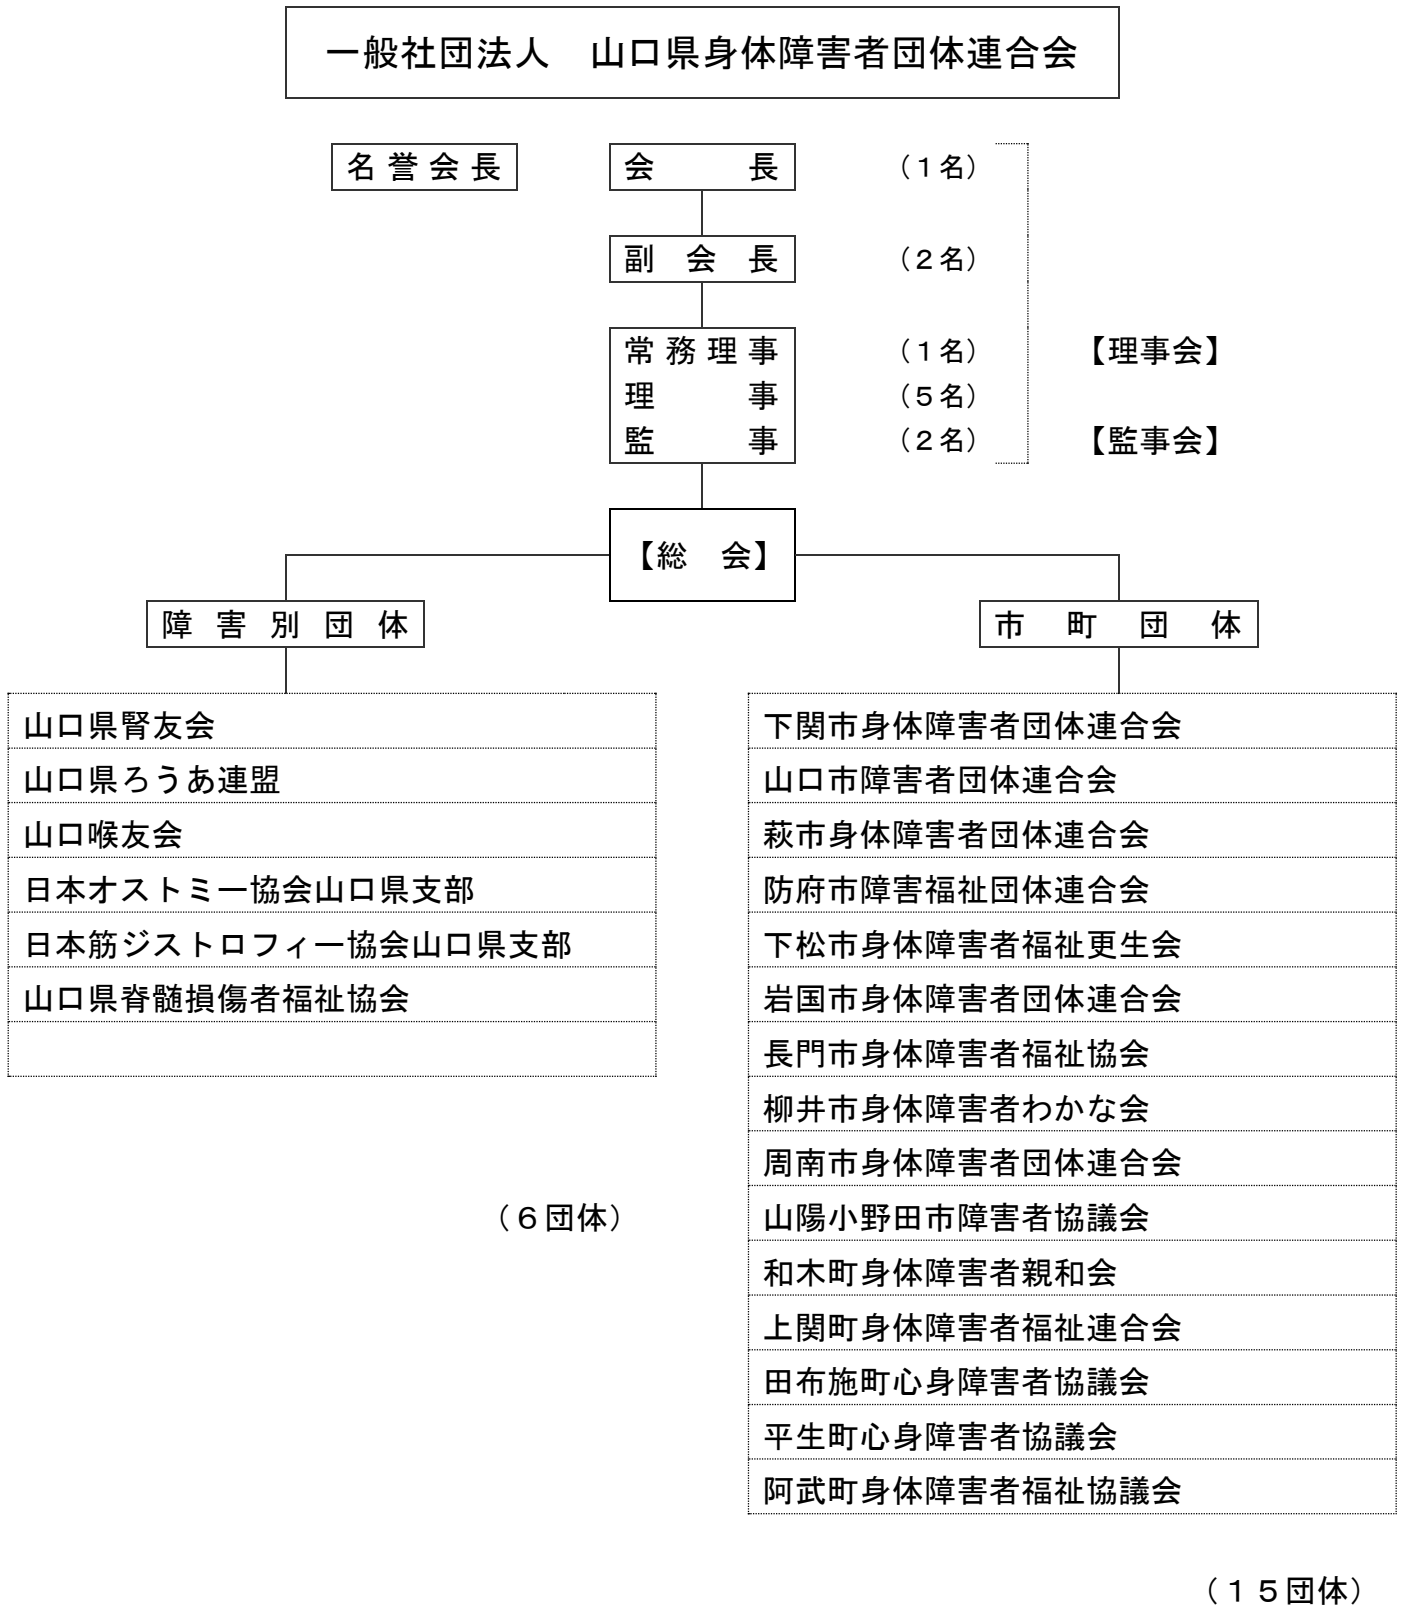 一般社団法人　山口県身体障害者団体連合会
名誉会長　会長　（１名）
副会長　（２名）
常務理事　（１名）　【理事会】
理事　（５名）
監事　（２名）　【監事会】
【総　会】
障害別団体
山口県腎友会
山口県ろうあ連盟
山口喉友会
日本オストミー協会山口県支部
日本筋ジストロフィー協会山口県支部
山口県脊髄損傷者福祉協会
（６団体）
市町団体
下関市身体障害者団体連合会
山口市障害者団体連合会
萩市身体障害者団体連合会
防府市障害福祉団体連合会
下松市身体障害者福祉更生会
岩国市身体障害者団体連合会
長門市身体障害者福祉協会
柳井市身体障害者わかな会
周南市身体障害者団体連合会
山陽小野田市障害者協議会
和木町身体障害者親和会
上関町身体障害者福祉連合会
田布施町心身障害者協議会
平生町心身障害者協議会
阿武町身体障害者福祉協議会
（１５団体）